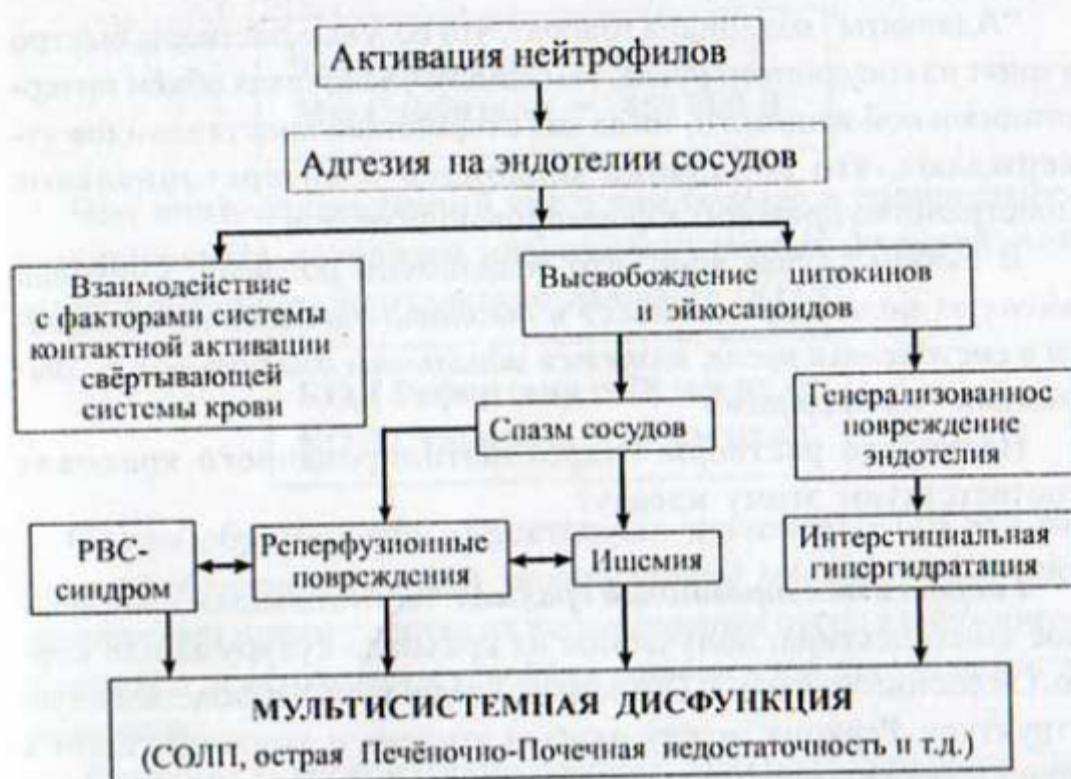 Активация нейтрофилов
Адгезия на эндотелии сосудов
Взаимодействие
с факторами системы
контактной активации
свёртывающей
системы крови
Высвобождение цитокинов
и эйкосаноидов
Спазм сосудов
Генерализованное
повреждение
эндотелия
РВС-
синдром
Реперфузионные
повреждения
Ишемия
Интерстициальная
гипергидратация
МУЛЬТИСИСТЕМНАЯ ДИСФУНКЦИЯ
(СОЛП, острая Печёночно-Почечная недостаточность и т.д.)